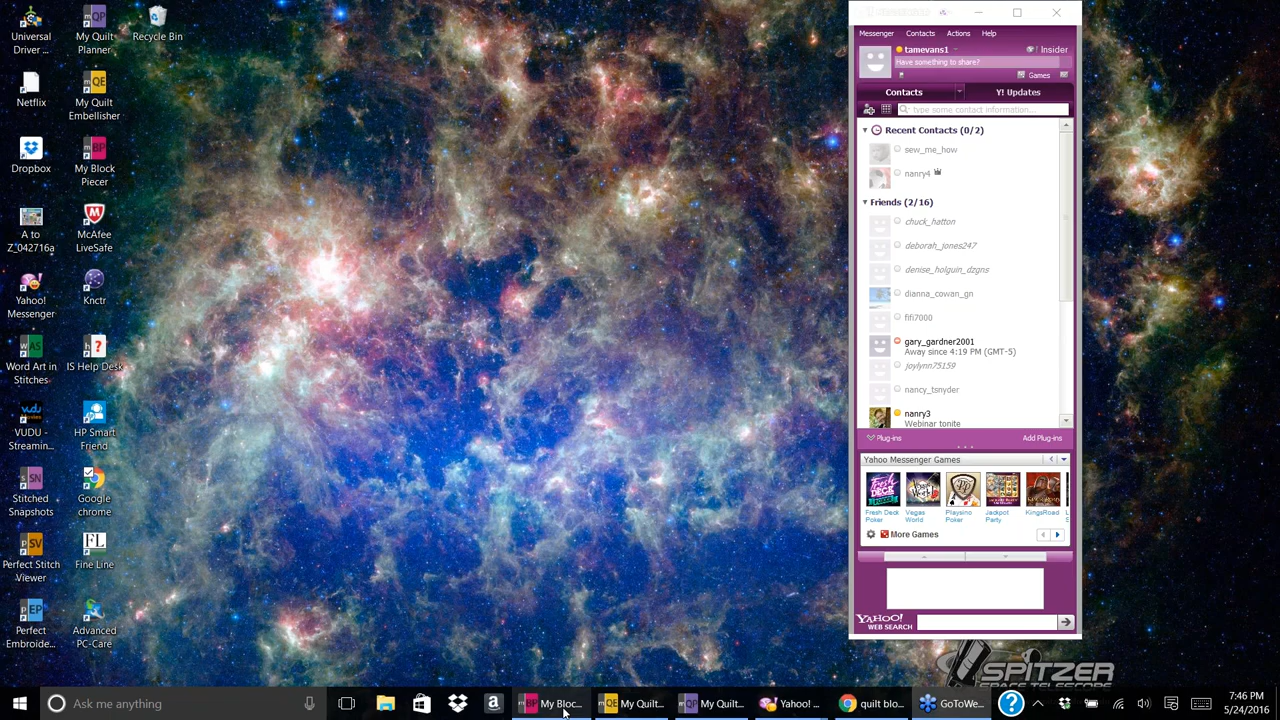 Universal
Driver ...
My Quilt
Planner
Recycle Bin
Netflix
My Quilt
Embellisher
Dropbox
My Block
Piecer
A to
Z_42716a
McAfee
LiveSafe
Yahoo!
Messenger
Krctr
Word Art in
Stitches
IS Help Desk
VUDU -
Streamin...
HP Smart
Friend
Stitched
Snapshots
Google
chrome
Perfect Stitch
Viewer
Fine Line
Perfect
Embroide...
Advanced
PC-Care
Messenger Contacts Actions Help
tamevans1
Insider
Have something to share?
Games
Contacts
Y! Updates
type some contact information...
Recent Contacts (0/2)
sew_me_how
nanry4
Friends (2/16)
chuck_hatton
deborah_jones247
denise_holguin_dzgns
dianna_cowan_gn
fifi7000
gary_gardner2001
Away since 4:19 PM (GMT-5)
joylynn75159
nancy_tsnyder
nanry3
Webinar tonite
Plug-ins
Add Plug-ins
Yahoo Messenger Games
Fresh Deck
Poker
Vegas
World
Playsino
Poker
Jackpot
Party
KingsRoad
More Games
YAHOO!
WEB SEARCH
SPITZER
SPACE TELESCOPE
Ask me anything
My Bloc...
My Quilt...
My Quilt...
Yahoo! ...
quilt blo...
GoToWe...
7:46 PM
5/24/2016